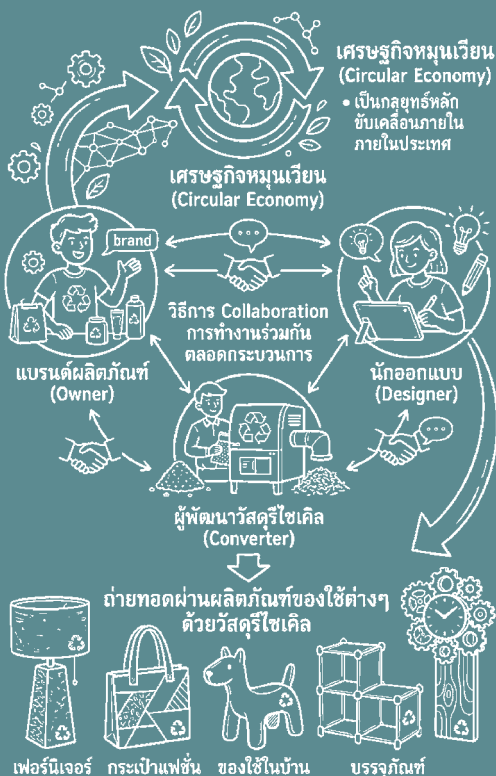 เศรษฐกิจหมุนเวียน
(Circular Economy)
• เป็นกลยุทธ์หลัก
ขับเคลื่อนภายใน
ภายในประเทศ
เศรษฐกิจหมุนเวียน
(Circular Economy)
brand
วิธีการ Collaboration
การทำงานร่วมกัน
ตลอดกระบวนการ
แบรนด์ผลิตภัณฑ์
(Owner)
นักออกแบบ
(Designer)
ผู้พัฒนาวัสดุรีไซเคิล
(Converter)
ถ่ายทอดผ่านผลิตภัณฑ์ของใช้ต่างๆ
ด้วยวัสดุรีไซเคิล
เฟอร์นิเจอร์ กระเป๋าแฟชั่น ของใช้ในบ้าน บรรจุภัณฑ์